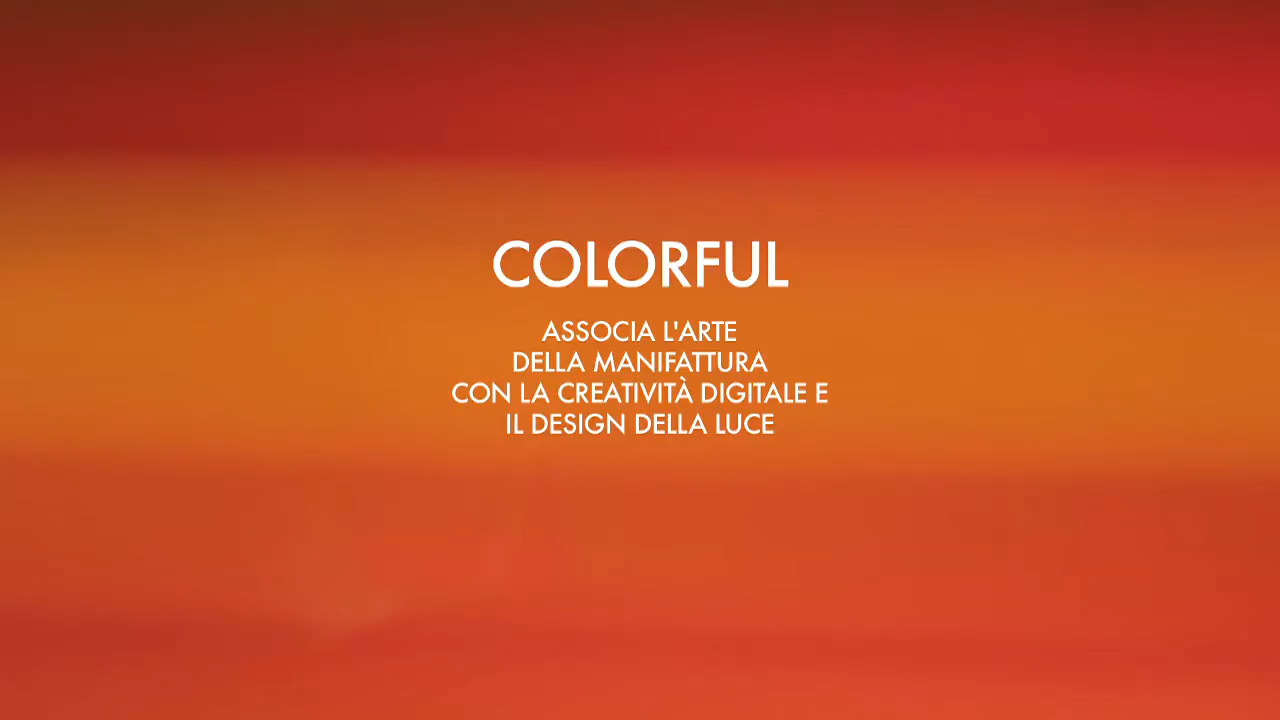 COLORFUL
ASSOCIA L'ARTE
DELLA MANIFATTURA
CON LA CREATIVITÀ DIGITALE E
IL DESIGN DELLA LUCE